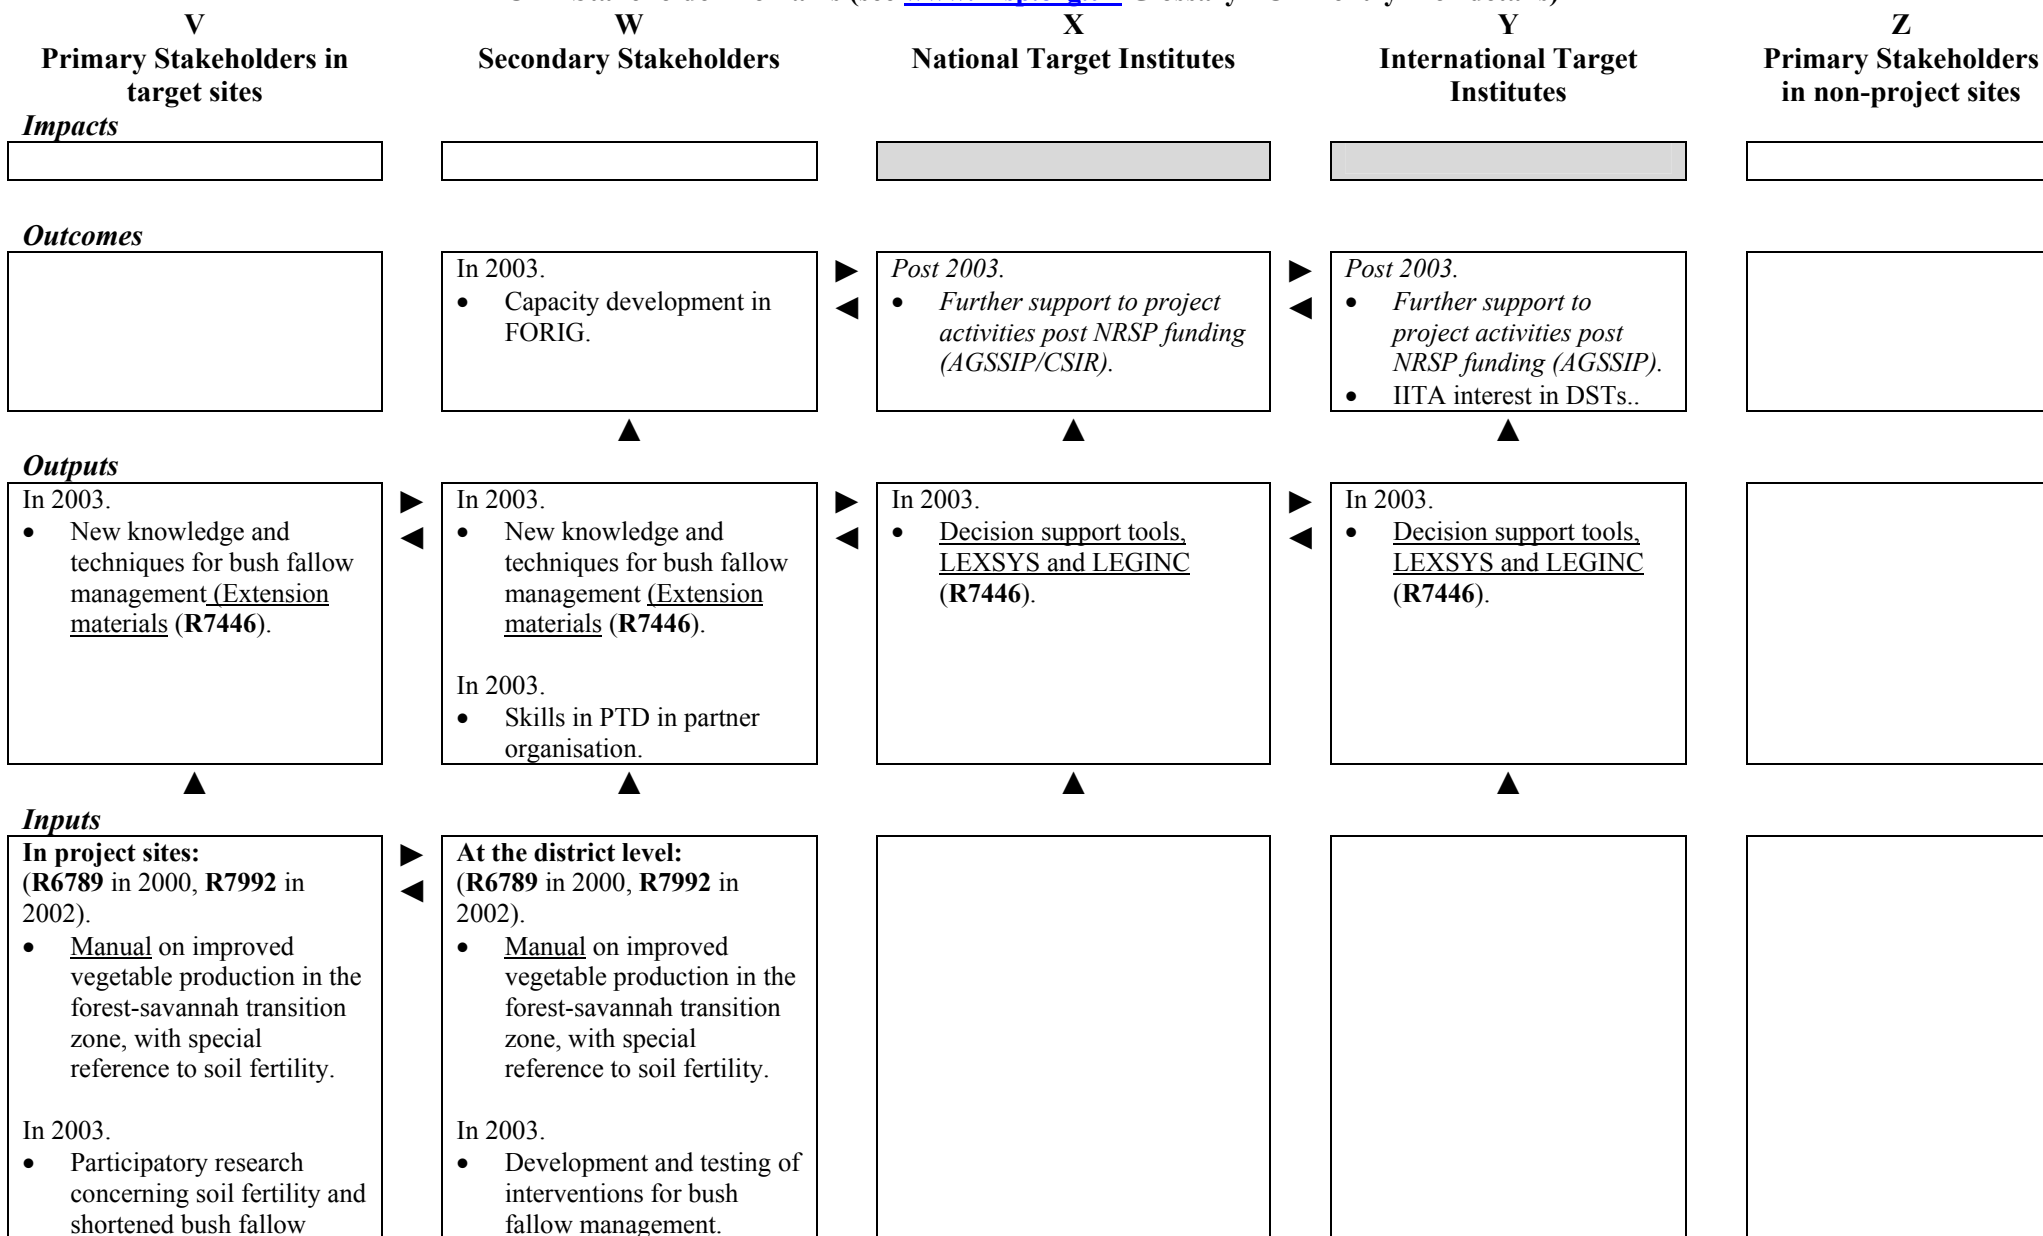 V
Primary Stakeholders in
target sites
W
Secondary Stakeholders
X
National Target Institutes
Y
International Target
Institutes
Z
Primary Stakeholders
in non-project sites
Impacts
Outcomes
In 2003.
• Capacity development in
FORIG.
Post 2003.
• Further support to project
activities post NRSP funding
(AGSSIP/CSIR).
Post 2003.
• Further support to
project activities post
NRSP funding (AGSSIP).
• IITA interest in DSTs..
Outputs
In 2003.
• New knowledge and
techniques for bush fallow
management (Extension
materials (R7446).
In 2003.
• New knowledge and
techniques for bush fallow
management (Extension
materials (R7446).
In 2003.
• Skills in PTD in partner
organisation.
In 2003.
• Decision support tools,
LEXSYS and LEGINC
(R7446).
In 2003.
• Decision support tools,
LEXSYS and LEGINC
(R7446).
Inputs
In project sites:
(R6789 in 2000, R7992 in
2002).
• Manual on improved
vegetable production in the
forest-savannah transition
zone, with special
reference to soil fertility.
In 2003.
• Participatory research
concerning soil fertility and
shortened bush fallow
At the district level:
(R6789 in 2000, R7992 in
2002).
• Manual on improved
vegetable production in the
forest-savannah transition
zone, with special
reference to soil fertility.
In 2003.
• Development and testing of
interventions for bush
fallow management.